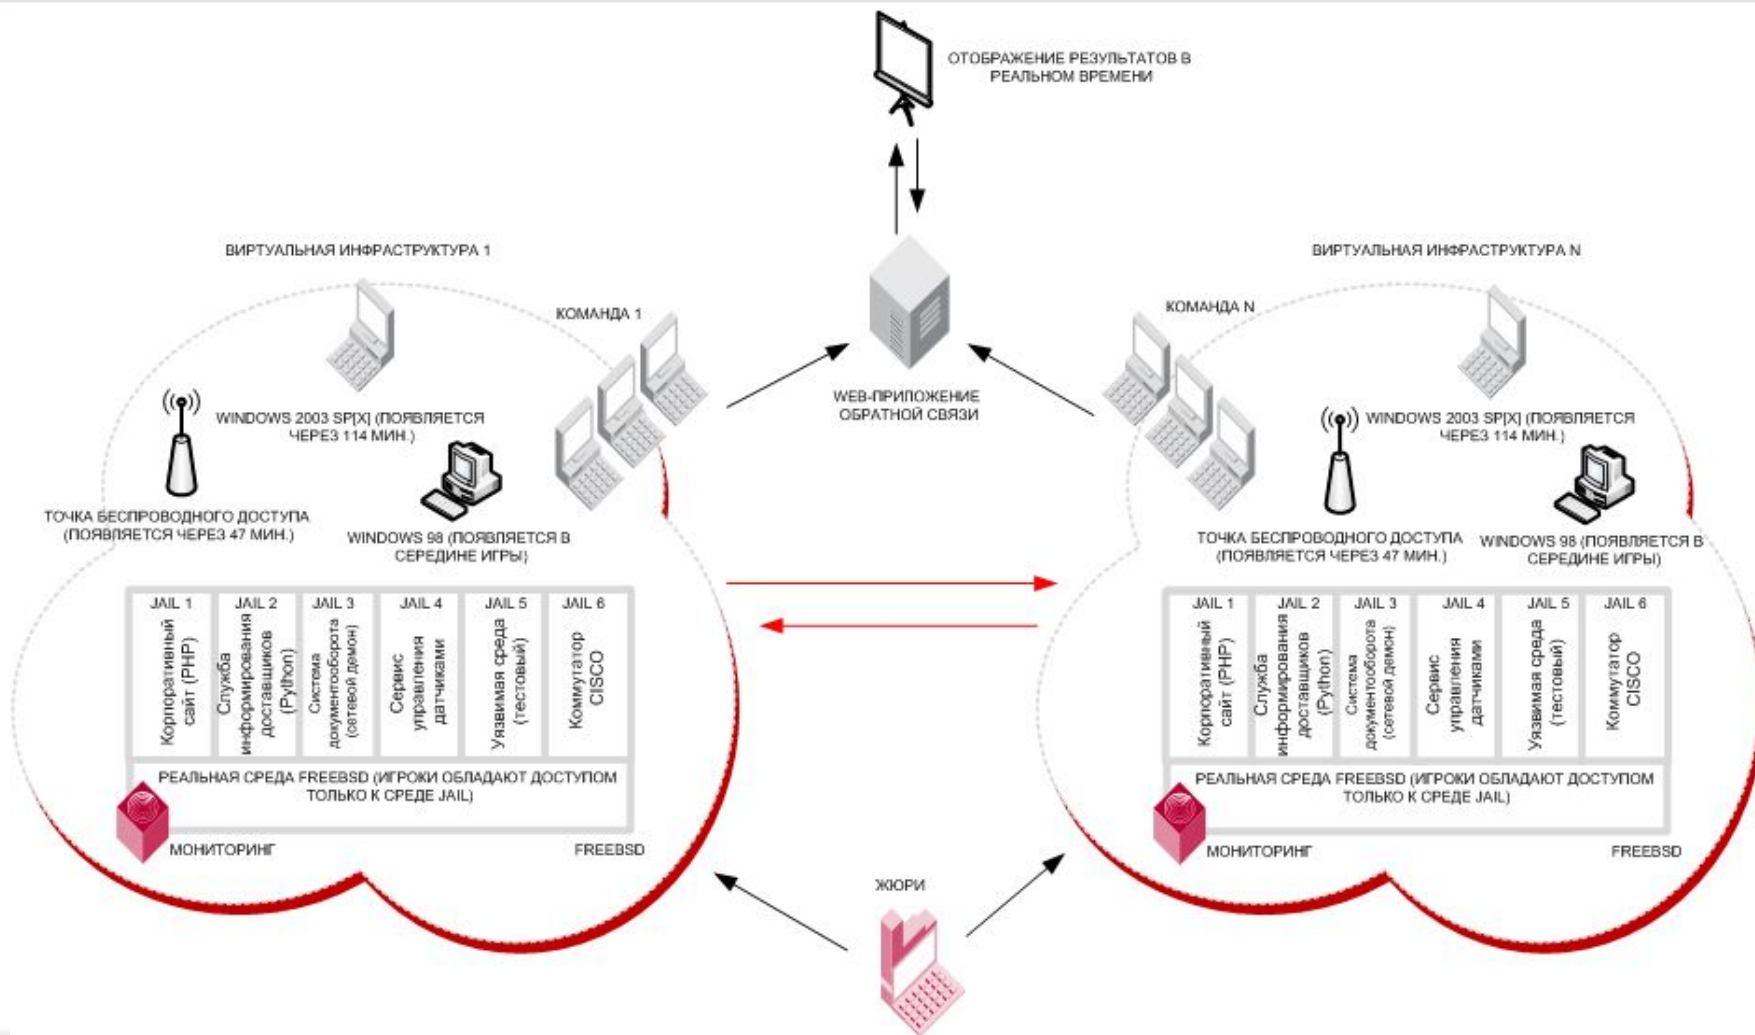 ОТОБРАЖЕНИЕ РЕЗУЛЬТАТОВ В
РЕАЛЬНОМ ВРЕМЕНИ
ВИРТУАЛЬНАЯ ИНФРАСТРУКТУРА 1
КОМАНДА 1
WINDOWS 2003 SP[X] (ПОЯВЛЯЕТСЯ
ЧЕРЕЗ 114 МИН.)
ТОЧКА БЕСПРОВОДНОГО ДОСТУПА
(ПОЯВЛЯЕТСЯ ЧЕРЕЗ 47 МИН.)
WINDOWS 98 (ПОЯВЛЯЕТСЯ В
СЕРЕДИНЕ ИГРЫ)
JAIL 1
Корпоративный
сайт (PHP)
JAIL 2
Служба
информирования
доставщиков
(Python)
JAIL 3
Система
документооборота
(сетевой демон)
JAIL 4
Сервис
управления
датчиками
JAIL 5
Уязвимая среда
(тестовый)
JAIL 6
Коммутатор
CISCO
РЕАЛЬНАЯ СРЕДА FREEBSD (ИГРОКИ ОБЛАДАЮТ ДОСТУПОМ
ТОЛЬКО К СРЕДЕ JAIL)
МОНИТОРИНГ
FREEBSD
WEB-ПРИЛОЖЕНИЕ
ОБРАТНОЙ СВЯЗИ
ЖЮРИ
ВИРТУАЛЬНАЯ ИНФРАСТРУКТУРА N
КОМАНДА N
WINDOWS 2003 SP[X] (ПОЯВЛЯЕТСЯ
ЧЕРЕЗ 114 МИН.)
ТОЧКА БЕСПРОВОДНОГО ДОСТУПА
(ПОЯВЛЯЕТСЯ ЧЕРЕЗ 47 МИН.)
WINDOWS 98 (ПОЯВЛЯЕТСЯ В
СЕРЕДИНЕ ИГРЫ)
JAIL 1
Корпоративный
сайт (PHP)
JAIL 2
Служба
информирования
доставщиков
(Python)
JAIL 3
Система
документооборота
(сетевой демон)
JAIL 4
Сервис
управления
датчиками
JAIL 5
Уязвимая среда
(тестовый)
JAIL 6
Коммутатор
CISCO
РЕАЛЬНАЯ СРЕДА FREEBSD (ИГРОКИ ОБЛАДАЮТ ДОСТУПОМ
ТОЛЬКО К СРЕДЕ JAIL)
МОНИТОРИНГ
FREEBSD